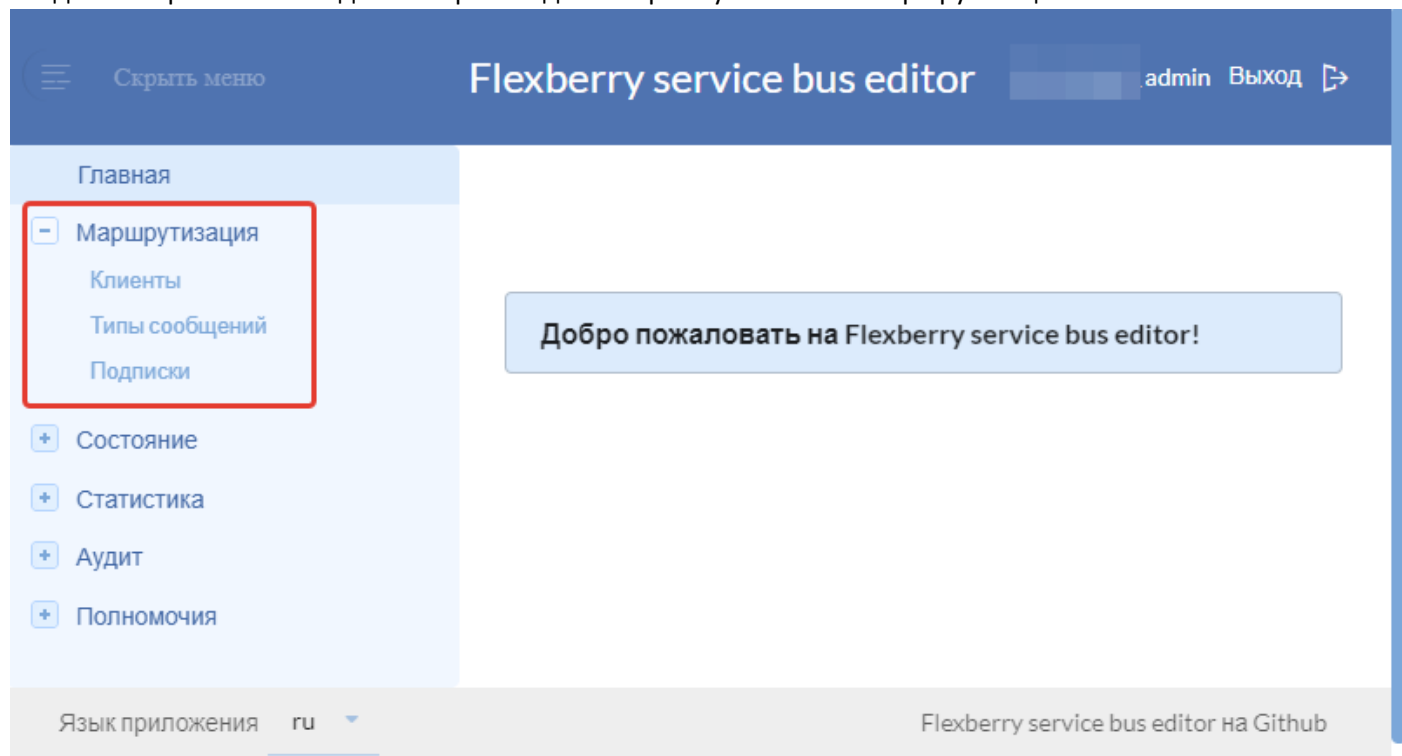 Скрыть меню
Flexberry service bus editor
admin Выход
Главная
Маршрутизация
Клиенты
Типы сообщений
Подписки
Добро пожаловать на Flexberry service bus editor!
Состояние
Статистика
Аудит
Полномочия
Язык приложения ru
Flexberry service bus editor на Github